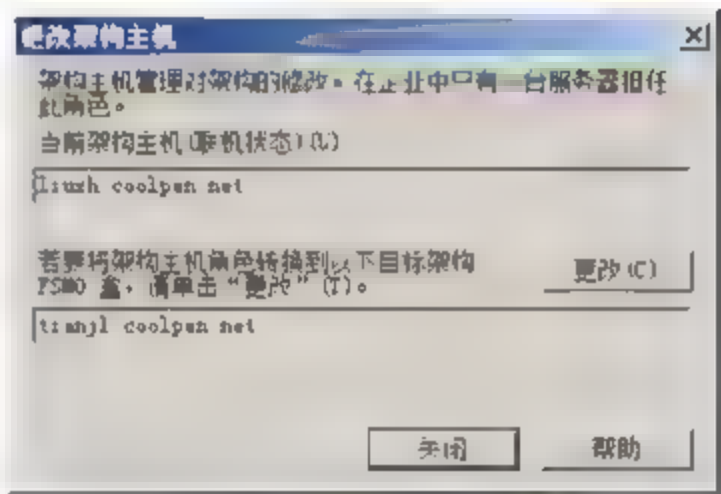 更改架构主机
架构主机管理对架构的修改。在企业中只有一台服务器担任
此角色。
当前架构主机(联机状态)(U)
coolpen net
若要将架构主机角色转换到以下目标架构
FSMO 盒，请单击“更改”(T)。
更改(C)
tianjl coolpen net
关闭
帮助